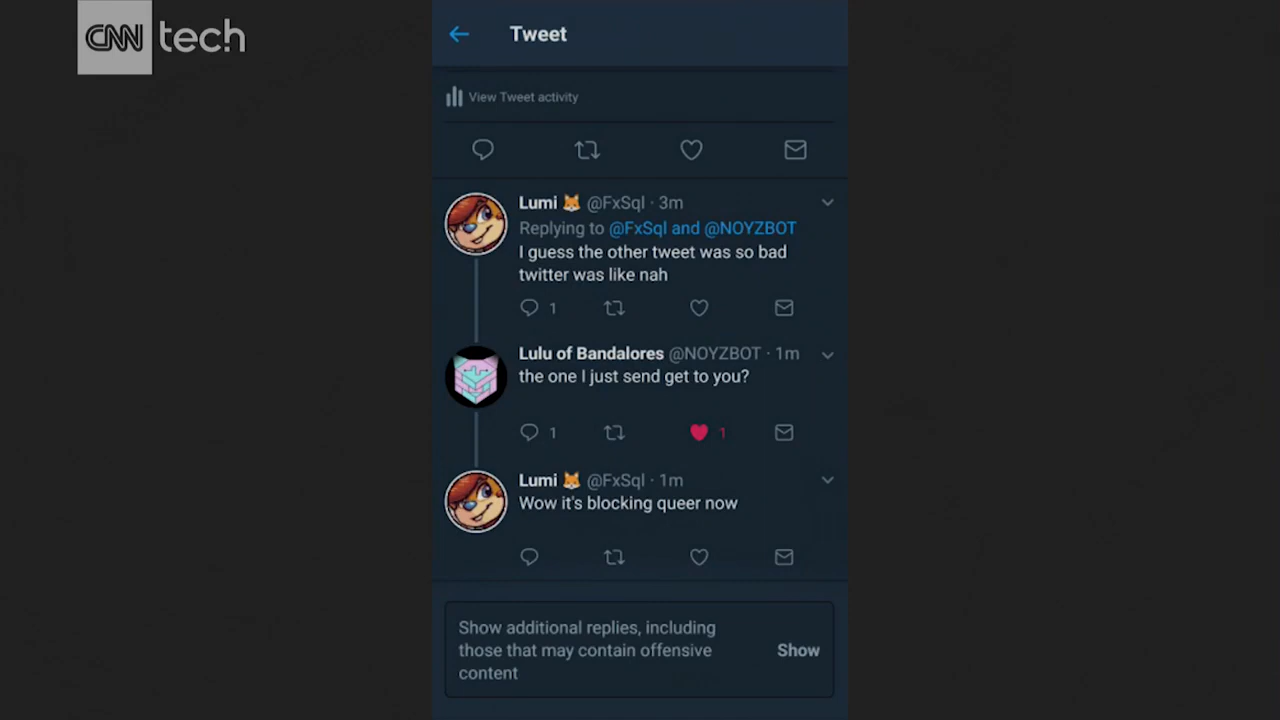 CNN tech
Tweet
View Tweet activity
Lumi 🦊 @FxSql · 3m
Replying to @FxSql and @NOYZBOT
I guess the other tweet was so bad
twitter was like nah
1
Lulu of Bandalores @NOYZBOT · 1m
the one I just send get to you?
1 1
Lumi 🦊 @FxSql · 1m
Wow it's blocking queer now
Show additional replies, including
those that may contain offensive Show
content